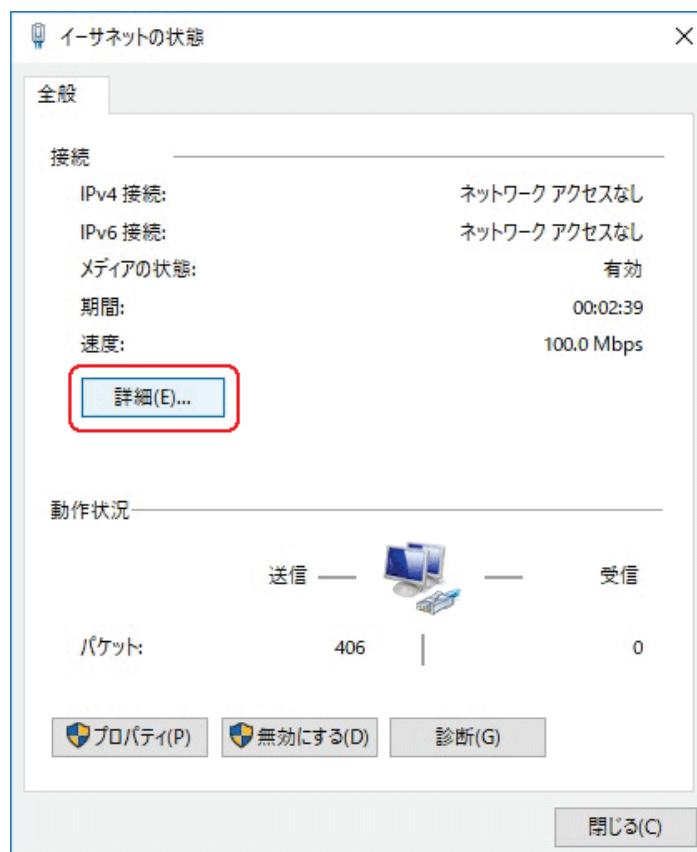 イーサネットの状態
全般
接続
IPv4 接続: ネットワーク アクセスなし
IPv6 接続: ネットワーク アクセスなし
メディアの状態: 有効
期間: 00:02:39
速度: 100.0 Mbps
詳細(E)...
動作状況
送信 受信
パケット: 406 0
プロパティ(P) 無効にする(D) 診断(G)
閉じる(C)